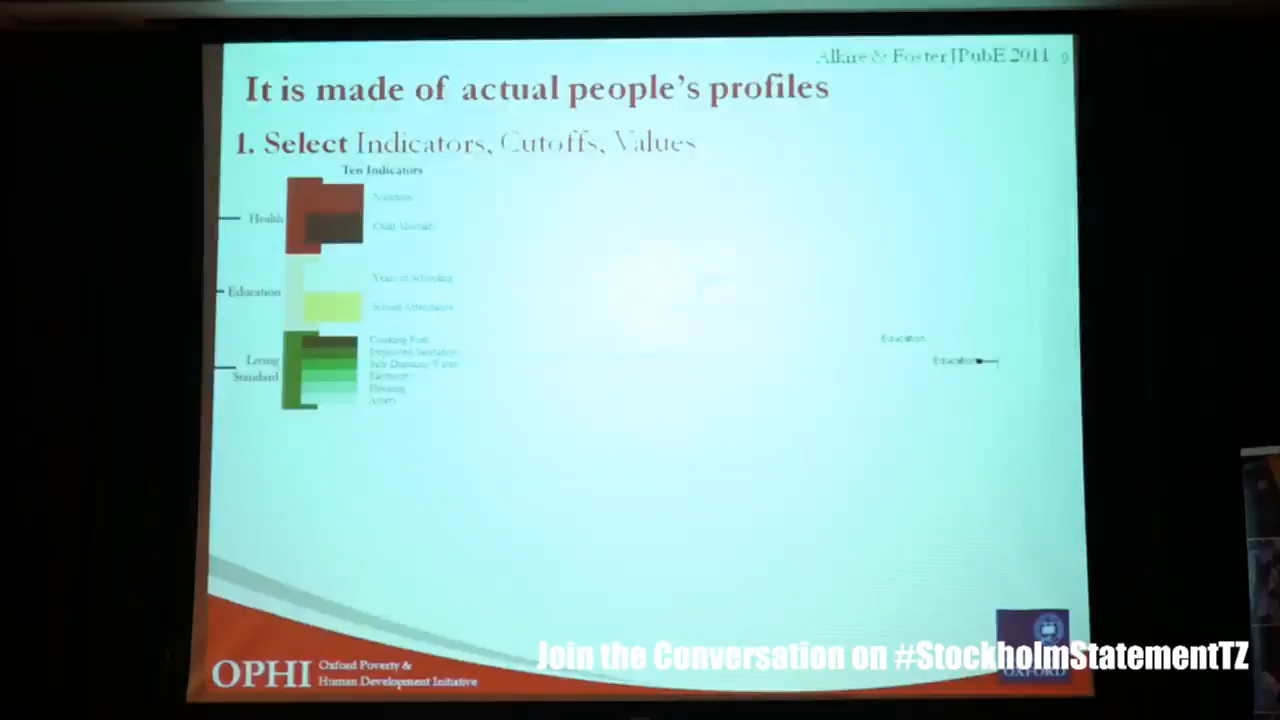 Alkire & Foster JPubE 2011 9
It is made of actual people's profiles
1. Select Indicators, Cutoffs, Values
Ten Indicators
Nutrition
Health
Child Mortality
Years of Schooling
Education
School Attendance
Cooking Fuel
Improved Sanitation
Safe Drinking Water
Electricity
Flooring
Assets
Living
Standard
Education
Education
OPHI
Oxford Poverty &
Human Development Initiative
OXFORD
Join the Conversation on #StockholmStatementTZ